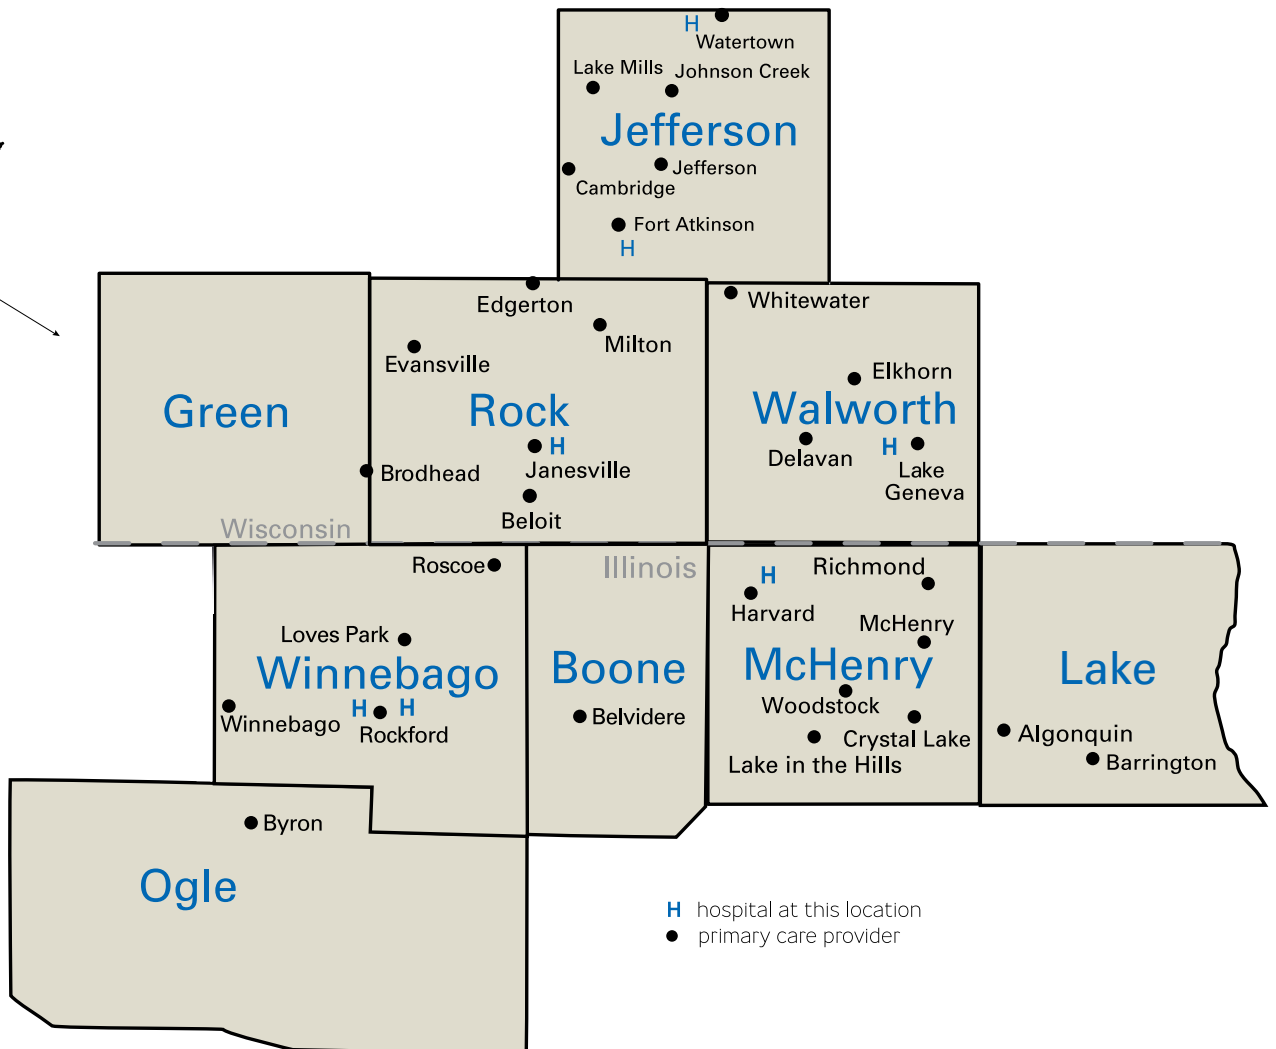 H
Watertown
Lake Mills
Johnson Creek
Jefferson
Jefferson
Cambridge
Fort Atkinson
H
Edgerton
Whitewater
Milton
Evansville
Elkhorn
Green
Rock
Walworth
H
Janesville
Delavan
H
Lake
Geneva
Brodhead
Beloit
Wisconsin
Roscoe
Illinois
H
Richmond
Harvard
McHenry
Loves Park
Winnebago
Boone
McHenry
Lake
Woodstock
H
H
Winnebago
Rockford
Belvidere
Crystal Lake
Algonquin
Lake in the Hills
Barrington
Byron
Ogle
H hospital at this location
primary care provider